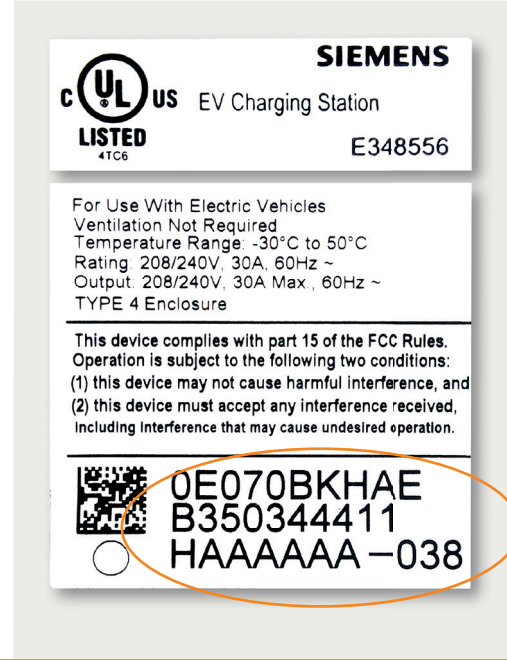 SIEMENS
C UL ® US EV Charging Station
LISTED
4TC6
E348556
For Use With Electric Vehicles
Ventilation Not Required
Temperature Range: -30°C to 50°C
Rating: 208/240V, 30A, 60Hz ~
Output: 208/240V, 30A Max., 60Hz ~
TYPE 4 Enclosure
This device complies with part 15 of the FCC Rules.
Operation is subject to the following two conditions:
(1) this device may not cause harmful interference, and
(2) this device must accept any interference received,
including interference that may cause undesired operation.
0E070BKHAE
B350344411
HAAAAAA-038